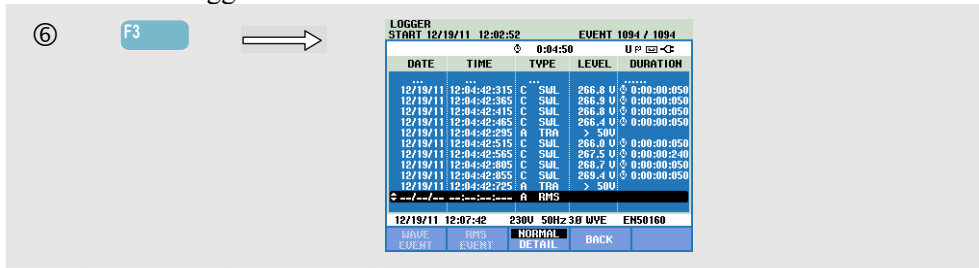 Logger
⑥ F3
LOGGER
START 12/19/11 12:02:52 EVENT 1094 / 1094
0:04:50 U
DATE TIME TYPE LEVEL DURATION
... ... ... ......
12/19/11 12:04:42:315 C SWL 266.8 V 0:00:00:050
12/19/11 12:04:42:365 C SWL 266.9 V 0:00:00:050
12/19/11 12:04:42:415 C SWL 266.8 V 0:00:00:050
12/19/11 12:04:42:465 C SWL 266.4 V 0:00:00:050
12/19/11 12:04:42:295 A TRA > 50V
12/19/11 12:04:42:515 C SWL 266.0 V 0:00:00:050
12/19/11 12:04:42:565 C SWL 267.5 V 0:00:00:240
12/19/11 12:04:42:805 C SWL 268.7 V 0:00:00:050
12/19/11 12:04:42:855 C SWL 269.4 V 0:00:00:050
12/19/11 12:04:42:725 A TRA > 50V
--/--/-- --:--:--:--- A RMS
12/19/11 12:07:42 230V 50Hz 3.0̸ WYE EN50160
WAVE EVENT RMS EVENT NORMAL DETAIL BACK